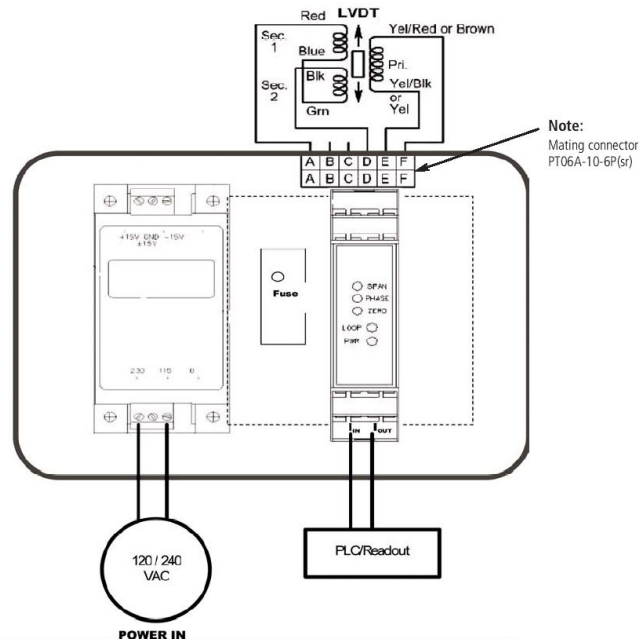 Red LVDT
Yel/Red or Brown
Sec.
1
Blue
Pri.
Blk
Sec.
2
Yel/Blk
or
Yel
Grn
Note:
Mating connector
PT06A-10-6P(sr)
A B C D E F
A B C D E F
+15V GND -15V
±15V
Fuse
SPAN
PHASE
ZERO
LOOP
PWR
230 115 0
IN OUT
120 / 240
VAC
PLC/Readout
POWER IN